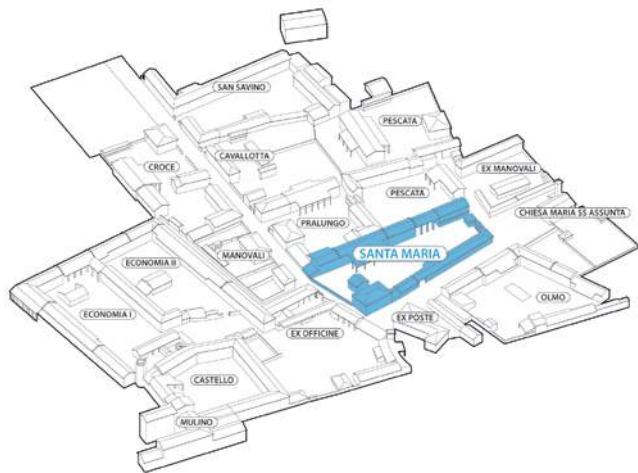 SAN SAVINO
PESCATA
CAVALLOTTA
CROCE
EX MANOVALI
PESCATA
CHIESA MARIA SS ASSUNTA
PRALUNGO
SANTA MARIA
MANOVALI
ECONOMIA II
OLMO
ECONOMIA I
EX POSTE
EX OFFICINE
CASTELLO
MULINO